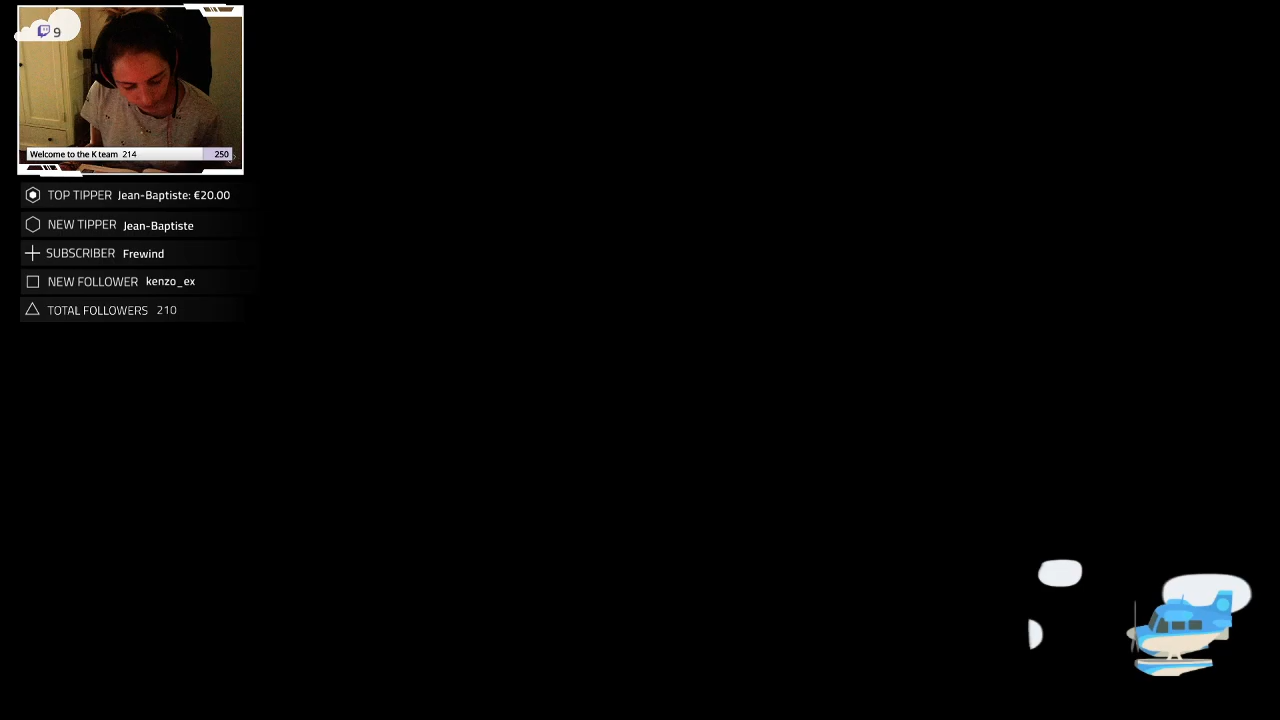 9
Welcome to the K team 214 250
TOP TIPPER Jean-Baptiste: €20.00
NEW TIPPER Jean-Baptiste
SUBSCRIBER Frewind
NEW FOLLOWER kenzo_ex
TOTAL FOLLOWERS 210